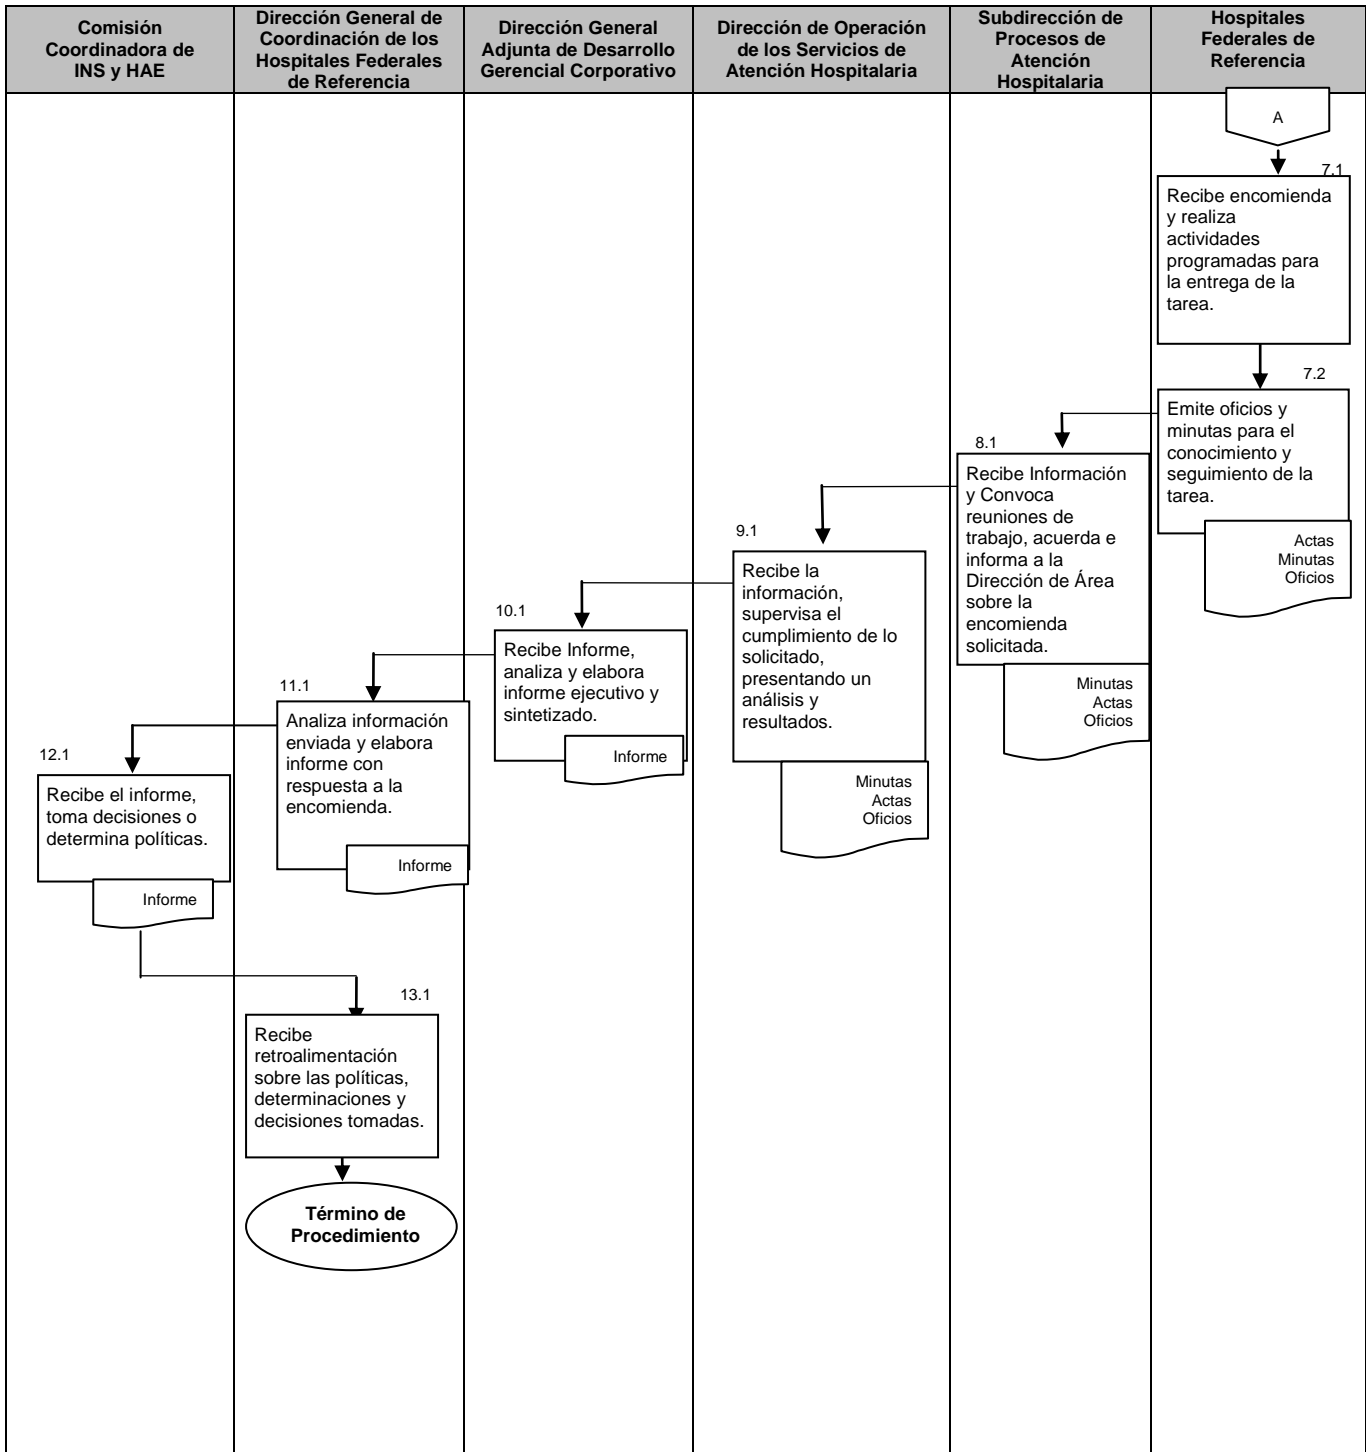 Comisión
Coordinadora de
INS y HAE
Dirección General de
Coordinación de los
Hospitales Federales
de Referencia
Dirección General
Adjunta de Desarrollo
Gerencial Corporativo
Dirección de Operación
de los Servicios de
Atención Hospitalaria
Subdirección de
Procesos de
Atención
Hospitalaria
Hospitales
Federales de
Referencia
A
7.1
Recibe encomienda
y realiza
actividades
programadas para
la entrega de la
tarea.
7.2
Emite oficios y
minutas para el
conocimiento y
seguimiento de la
tarea.
Actas
Minutas
Oficios
8.1
Recibe Información
y Convoca
reuniones de
trabajo, acuerda e
informa a la
Dirección de Área
sobre la
encomienda
solicitada.
Minutas
Actas
Oficios
9.1
Recibe la
información,
supervisa el
cumplimiento de lo
solicitado,
presentando un
análisis y
resultados.
Minutas
Actas
Oficios
10.1
Recibe Informe,
analiza y elabora
informe ejecutivo y
sintetizado.
Informe
11.1
Analiza información
enviada y elabora
informe con
respuesta a la
encomienda.
Informe
12.1
Recibe el informe,
toma decisiones o
determina políticas.
Informe
13.1
Recibe
retroalimentación
sobre las políticas,
determinaciones y
decisiones tomadas.
Término de
Procedimiento